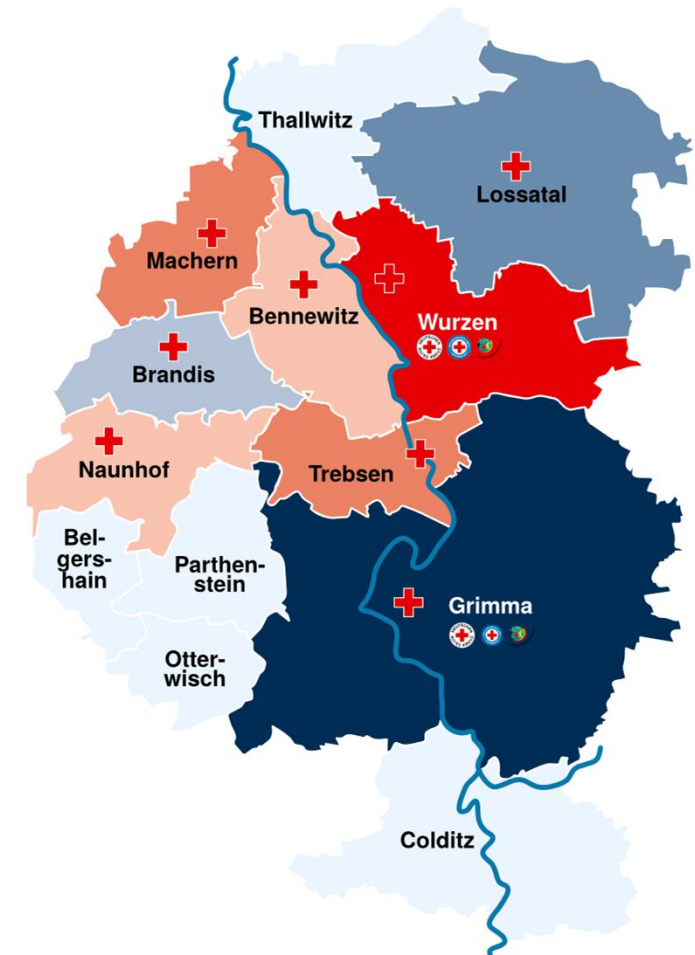 Thallwitz
Lossatal
Machern
Bennewitz
Wurzen
Brandis
Naunhof
Trebsen
Bel-
gers-
hain
Parthen-
stein
Grimma
Otter-
wisch
Colditz